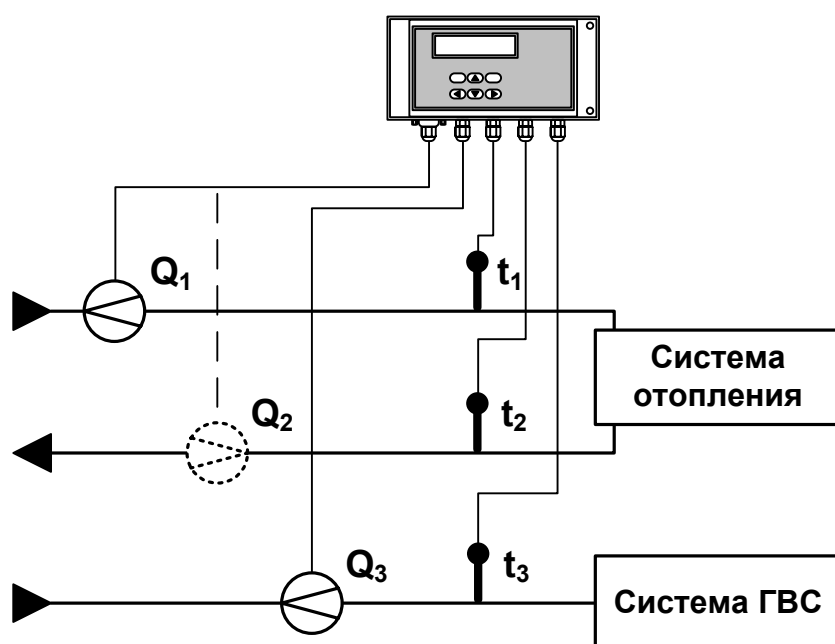 Q₁
t₁
Система
отопления
Q₂
t₂
Q₃
t₃
Система ГВС